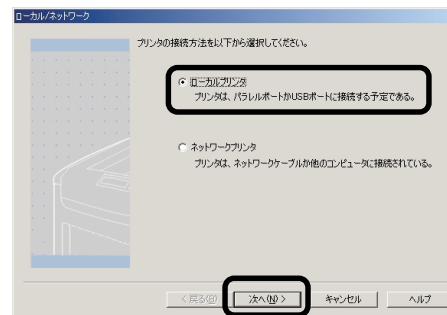 ローカル/ネットワーク
プリンタの接続方法を以下から選択してください。
ローカルプリンタ
プリンタは、パラレルポートかUSBポートに接続する予定である。
ネットワークプリンタ
プリンタは、ネットワークケーブルか他のコンピュータに接続されている。
< 戻る(B) 次へ(N) > キャンセル ヘルプ